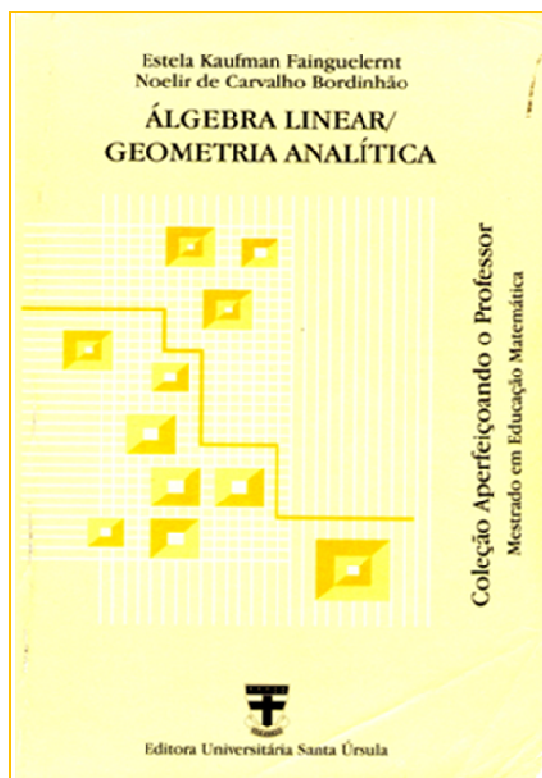 Estela Kaufman Fainguelernt
Noelir de Carvalho Bordinhão
ÁLGEBRA LINEAR/
GEOMETRIA ANALÍTICA
Coleção Aperfeiçoando o Professor
Mestrado em Educação Matemática
Editora Universitária Santa Úrsula